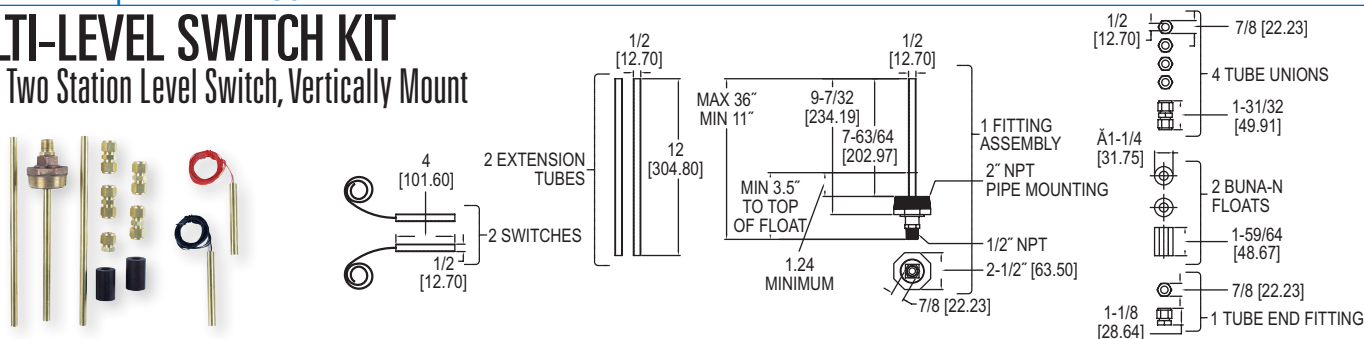 LTI-LEVEL SWITCH KIT
Two Station Level Switch, Vertically Mount
4
[101.60]
2 SWITCHES
1/2
[12.70]
1/2
[12.70]
2 EXTENSION
TUBES
12
[304.80]
1/2
[12.70]
MAX 36″
MIN 11″
9-7/32
[234.19]
7-63/64
[202.97]
MIN 3.5″
TO TOP
OF FLOAT
1.24
MINIMUM
1 FITTING
ASSEMBLY
2″ NPT
PIPE MOUNTING
1/2″ NPT
2-1/2″ [63.50]
7/8 [22.23]
1/2
[12.70]
7/8 [22.23]
4 TUBE UNIONS
1-31/32
[49.91]
Ă1-1/4
[31.75]
2 BUNA-N
FLOATS
1-59/64
[48.67]
7/8 [22.23]
1-1/8
[28.64]
1 TUBE END FITTING